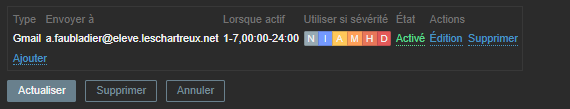 Type Envoyer à Lorsque actif Utiliser si sévérité État Actions
Gmail a.faubladier@eleve.leschartreux.net 1-7,00:00-24:00 N I A M H D Activé Édition Supprimer
Ajouter
Actualiser Supprimer Annuler